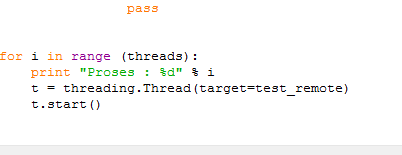 pass
for i in range (threads):
print "Proses : %d" % i
t = threading.Thread(target=test_remote)
t.start()